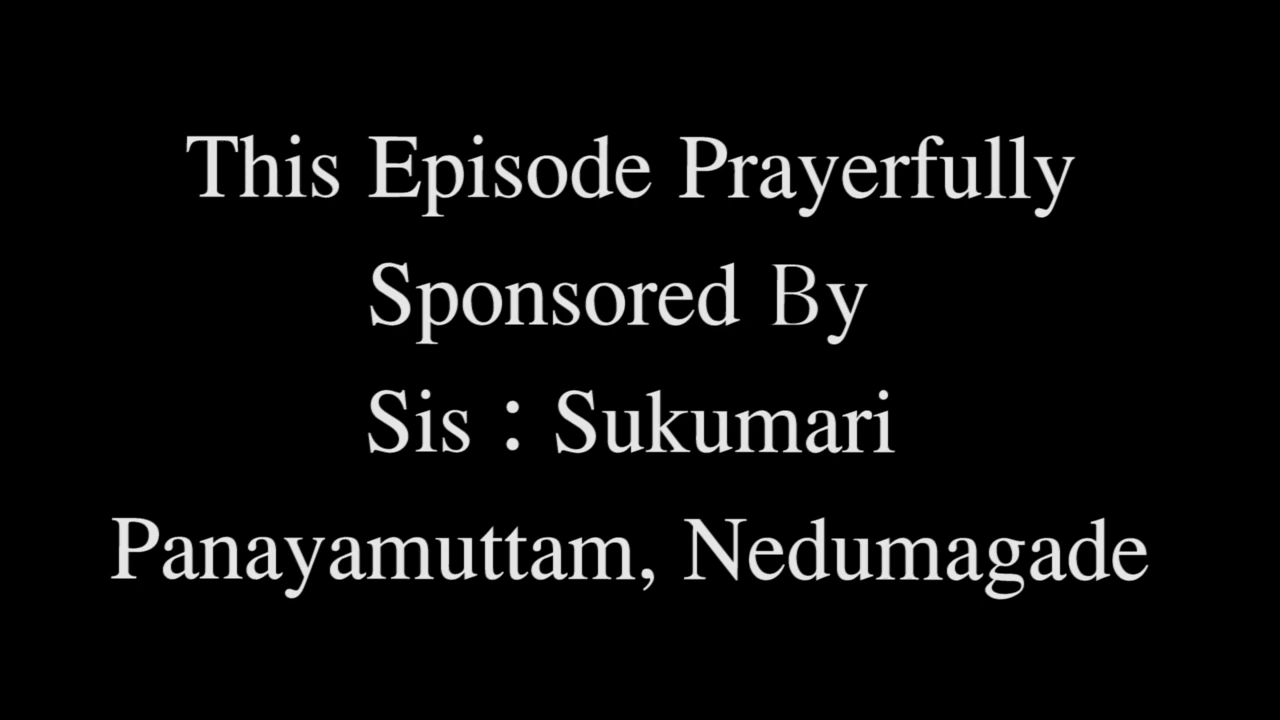 This Episode Prayerfully
Sponsored By
Sis : Sukumari
Panayamuttam, Nedumagade